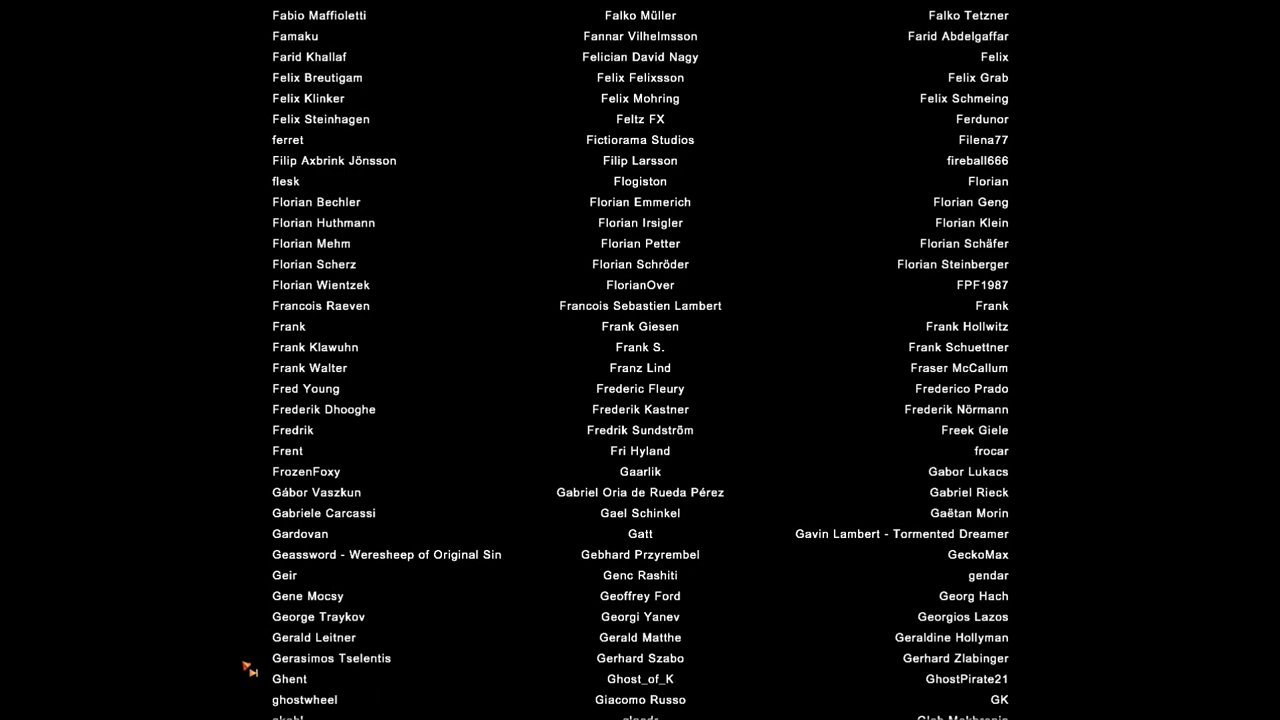 Fabio Maffioletti Falko Müller Falko Tetzner
Famaku Fannar Vilhelmsson Farid Abdelgaffar
Farid Khallaf Felician David Nagy Felix
Felix Breutigam Felix Felixsson Felix Grab
Felix Klinker Felix Mohring Felix Schmeing
Felix Steinhagen Feltz FX Ferdunor
ferret Fictiorama Studios Filena77
Filip Axbrink Jönsson Filip Larsson fireball666
flesk Flogiston Florian
Florian Bechler Florian Emmerich Florian Geng
Florian Huthmann Florian Irsigler Florian Klein
Florian Mehm Florian Petter Florian Schäfer
Florian Scherz Florian Schröder Florian Steinberger
Florian Wientzek FlorianOver FPF1987
Francois Raeven Francois Sebastien Lambert Frank
Frank Frank Giesen Frank Hollwitz
Frank Klawuhn Frank S. Frank Schuettner
Frank Walter Franz Lind Fraser McCallum
Fred Young Frederic Fleury Frederico Prado
Frederik Dhooghe Frederik Kastner Frederik Nörmann
Fredrik Fredrik Sundström Freek Giele
Frent Fri Hyland frocar
FrozenFoxy Gaarlik Gabor Lukacs
Gábor Vaszkun Gabriel Oria de Rueda Pérez Gabriel Rieck
Gabriele Carcassi Gael Schinkel Gaëtan Morin
Gardovan Gatt Gavin Lambert - Tormented Dreamer
Geassword - Weresheep of Original Sin Gebhard Przyrembel GeckoMax
Geir Genc Rashiti gendar
Gene Mocsy Geoffrey Ford Georg Hach
George Traykov Georgi Yanev Georgios Lazos
Gerald Leitner Gerald Matthe Geraldine Hollyman
Gerasimos Tselentis Gerhard Szabo Gerhard Zlabinger
Ghent Ghost_of_K GhostPirate21
ghostwheel Giacomo Russo GK